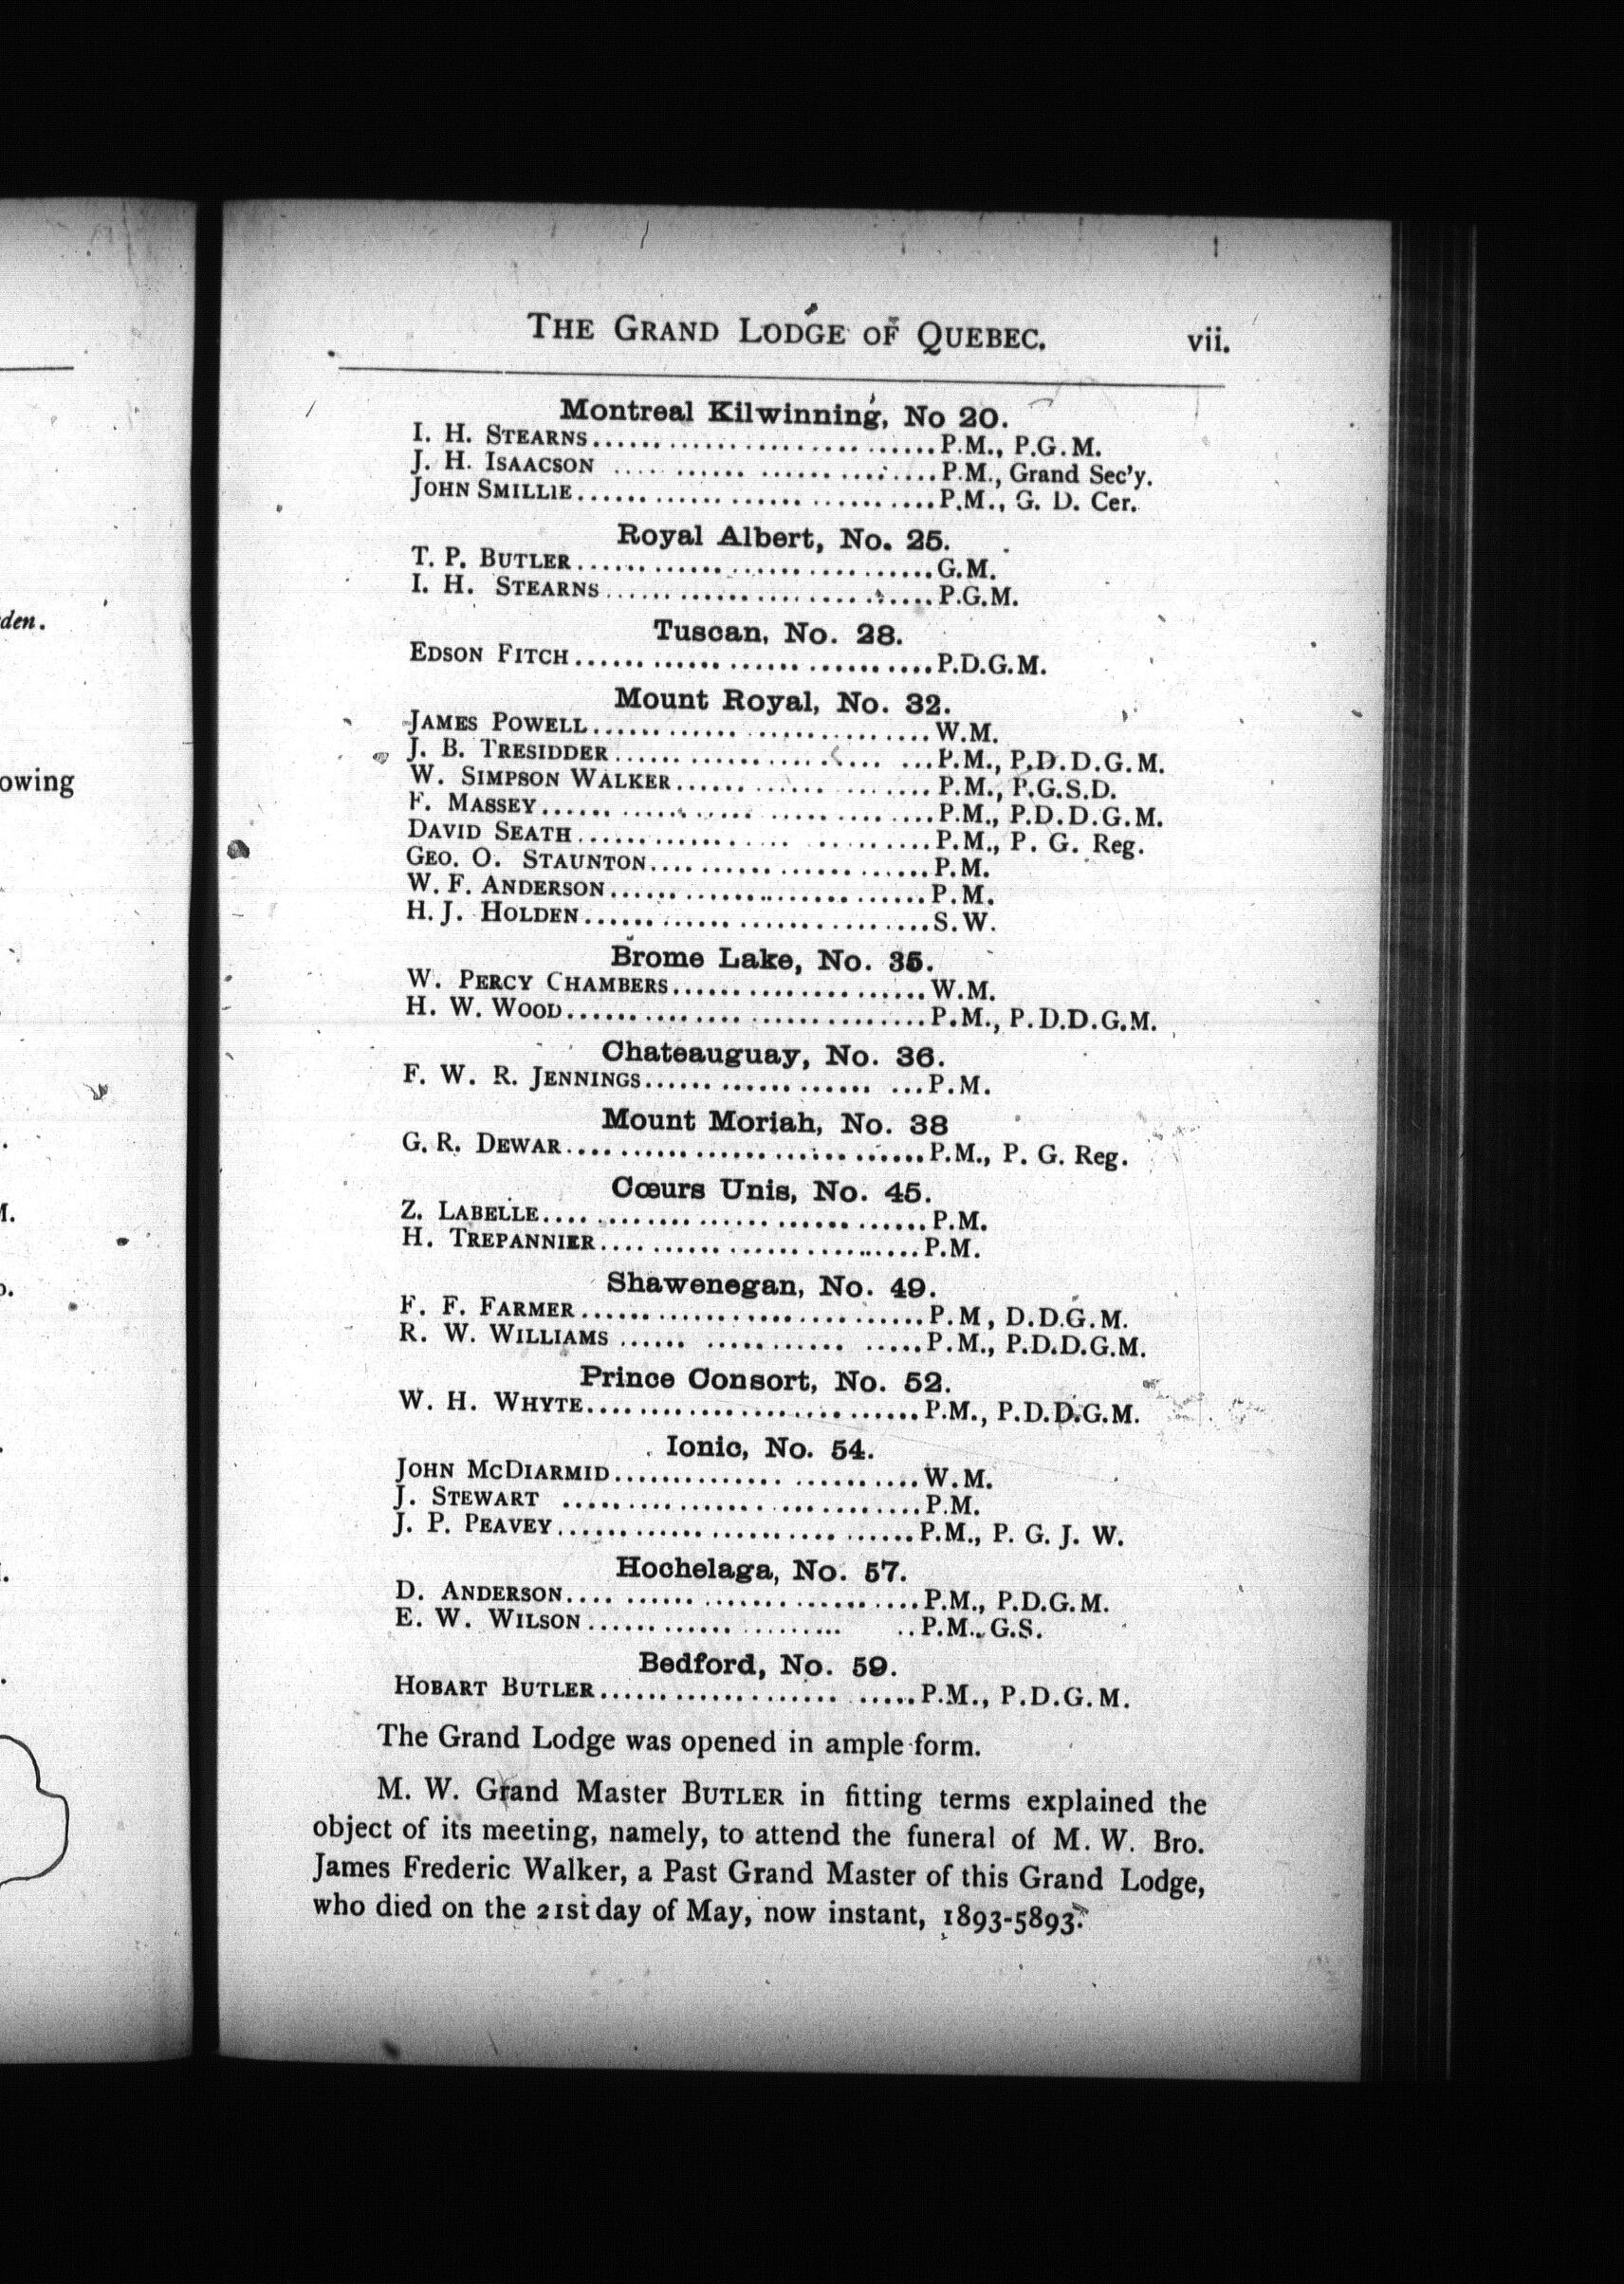 THE GRAND LODGE OF QUEBEC. vii.
Montreal Kilwinning, No 20.
I. H. STEARNS...... P.M., P.G.M.
J. H. ISAACSON ...... P.M., Grand Sec'y.
JOHN SMILLIE...... P.M., G. D. Cer.
Royal Albert, No. 25.
T. P. BUTLER...... G.M.
I. H. STEARNS...... P.G.M.
Tuscan, No. 28.
EDSON FITCH...... P.D.G.M.
Mount Royal, No. 32.
JAMES POWELL...... W.M.
J. B. TRESIDDER...... P.M., P.D.D.G.M.
W. SIMPSON WALKER...... P.M., P.G.S.D.
F. MASSEY...... P.M., P.D.D.G.M.
DAVID SEATH...... P.M., P. G. Reg.
GEO. O. STAUNTON...... P.M.
W. F. ANDERSON...... P.M.
H. J. HOLDEN...... S.W.
Brome Lake, No. 35.
W. PERCY CHAMBERS...... W.M.
H. W. WOOD...... P.M., P.D.D.G.M.
Chateauguay, No. 36.
F. W. R. JENNINGS...... P.M.
Mount Moriah, No. 38
G. R. DEWAR...... P.M., P. G. Reg.
Cœurs Unis, No. 45.
Z. LABELLE...... P.M.
H. TREPANNIER...... P.M.
Shawenegan, No. 49.
F. F. FARMER...... P.M, D.D.G.M.
R. W. WILLIAMS ...... P.M., P.D.D.G.M.
Prince Consort, No. 52.
W. H. WHYTE...... P.M., P.D.D.G.M.
Ionic, No. 54.
JOHN MCDIARMID...... W.M.
J. STEWART ...... P.M.
J. P. PEAVEY...... P.M., P. G. J. W.
Hochelaga, No. 57.
D. ANDERSON...... P.M., P.D.G.M.
E. W. WILSON...... P.M., G.S.
Bedford, No. 59.
HOBART BUTLER...... P.M., P.D.G.M.
The Grand Lodge was opened in ample form.
M. W. Grand Master BUTLER in fitting terms explained the
object of its meeting, namely, to attend the funeral of M. W. Bro.
James Frederic Walker, a Past Grand Master of this Grand Lodge,
who died on the 21st day of May, now instant, 1893-5893.